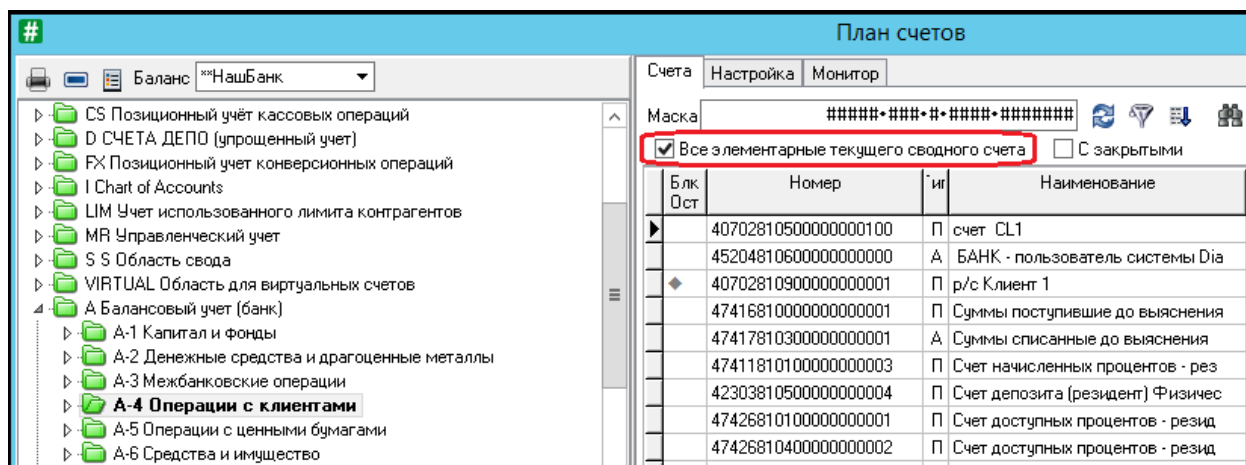 План счетов
Баланс **НашБанк
CS Позиционный учёт кассовых операций
D СЧЕТА ДЕПО (упрощенный учет)
FX Позиционный учет конверсионных операций
I Chart of Accounts
LIM Учет использованного лимита контрагентов
MR Управленческий учет
S S Область свода
VIRTUAL Область для виртуальных счетов
A Балансовый учет (банк)
A-1 Капитал и фонды
A-2 Денежные средства и драгоценные металлы
A-3 Межбанковские операции
A-4 Операции с клиентами
A-5 Операции с ценными бумагами
A-6 Средства и имущество
Счета Настройка Монитор
Маска #####•###•#•####•#######
Все элементарные текущего сводного счета С закрытыми
Блк Ост Номер Наименование
40702810500000000100 П счет CL1
45204810600000000000 А БАНК - пользователь системы Dia
40702810900000000001 П р/с Клиент 1
47416810000000000001 П Суммы поступившие до выяснения
47417810300000000001 А Суммы списанные до выяснения
47411810100000000003 П Счет начисленных процентов - рез
42303810500000000004 П Счет депозита (резидент) Физичес
47426810100000000001 П Счет доступных процентов - резид
47426810400000000002 П Счет доступных процентов - резид